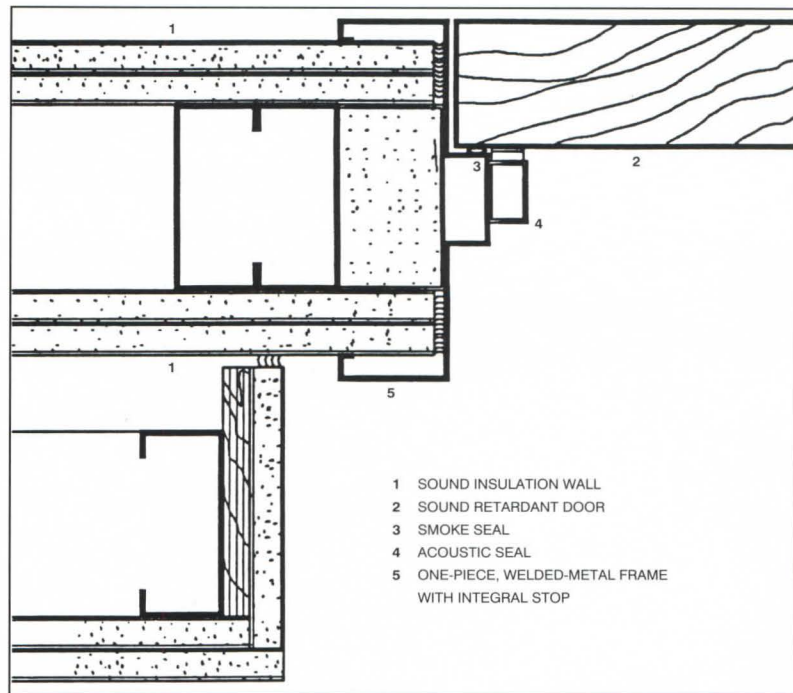 1
2
3
4
1
5
1 SOUND INSULATION WALL
2 SOUND RETARDANT DOOR
3 SMOKE SEAL
4 ACOUSTIC SEAL
5 ONE-PIECE, WELDED-METAL FRAME
WITH INTEGRAL STOP